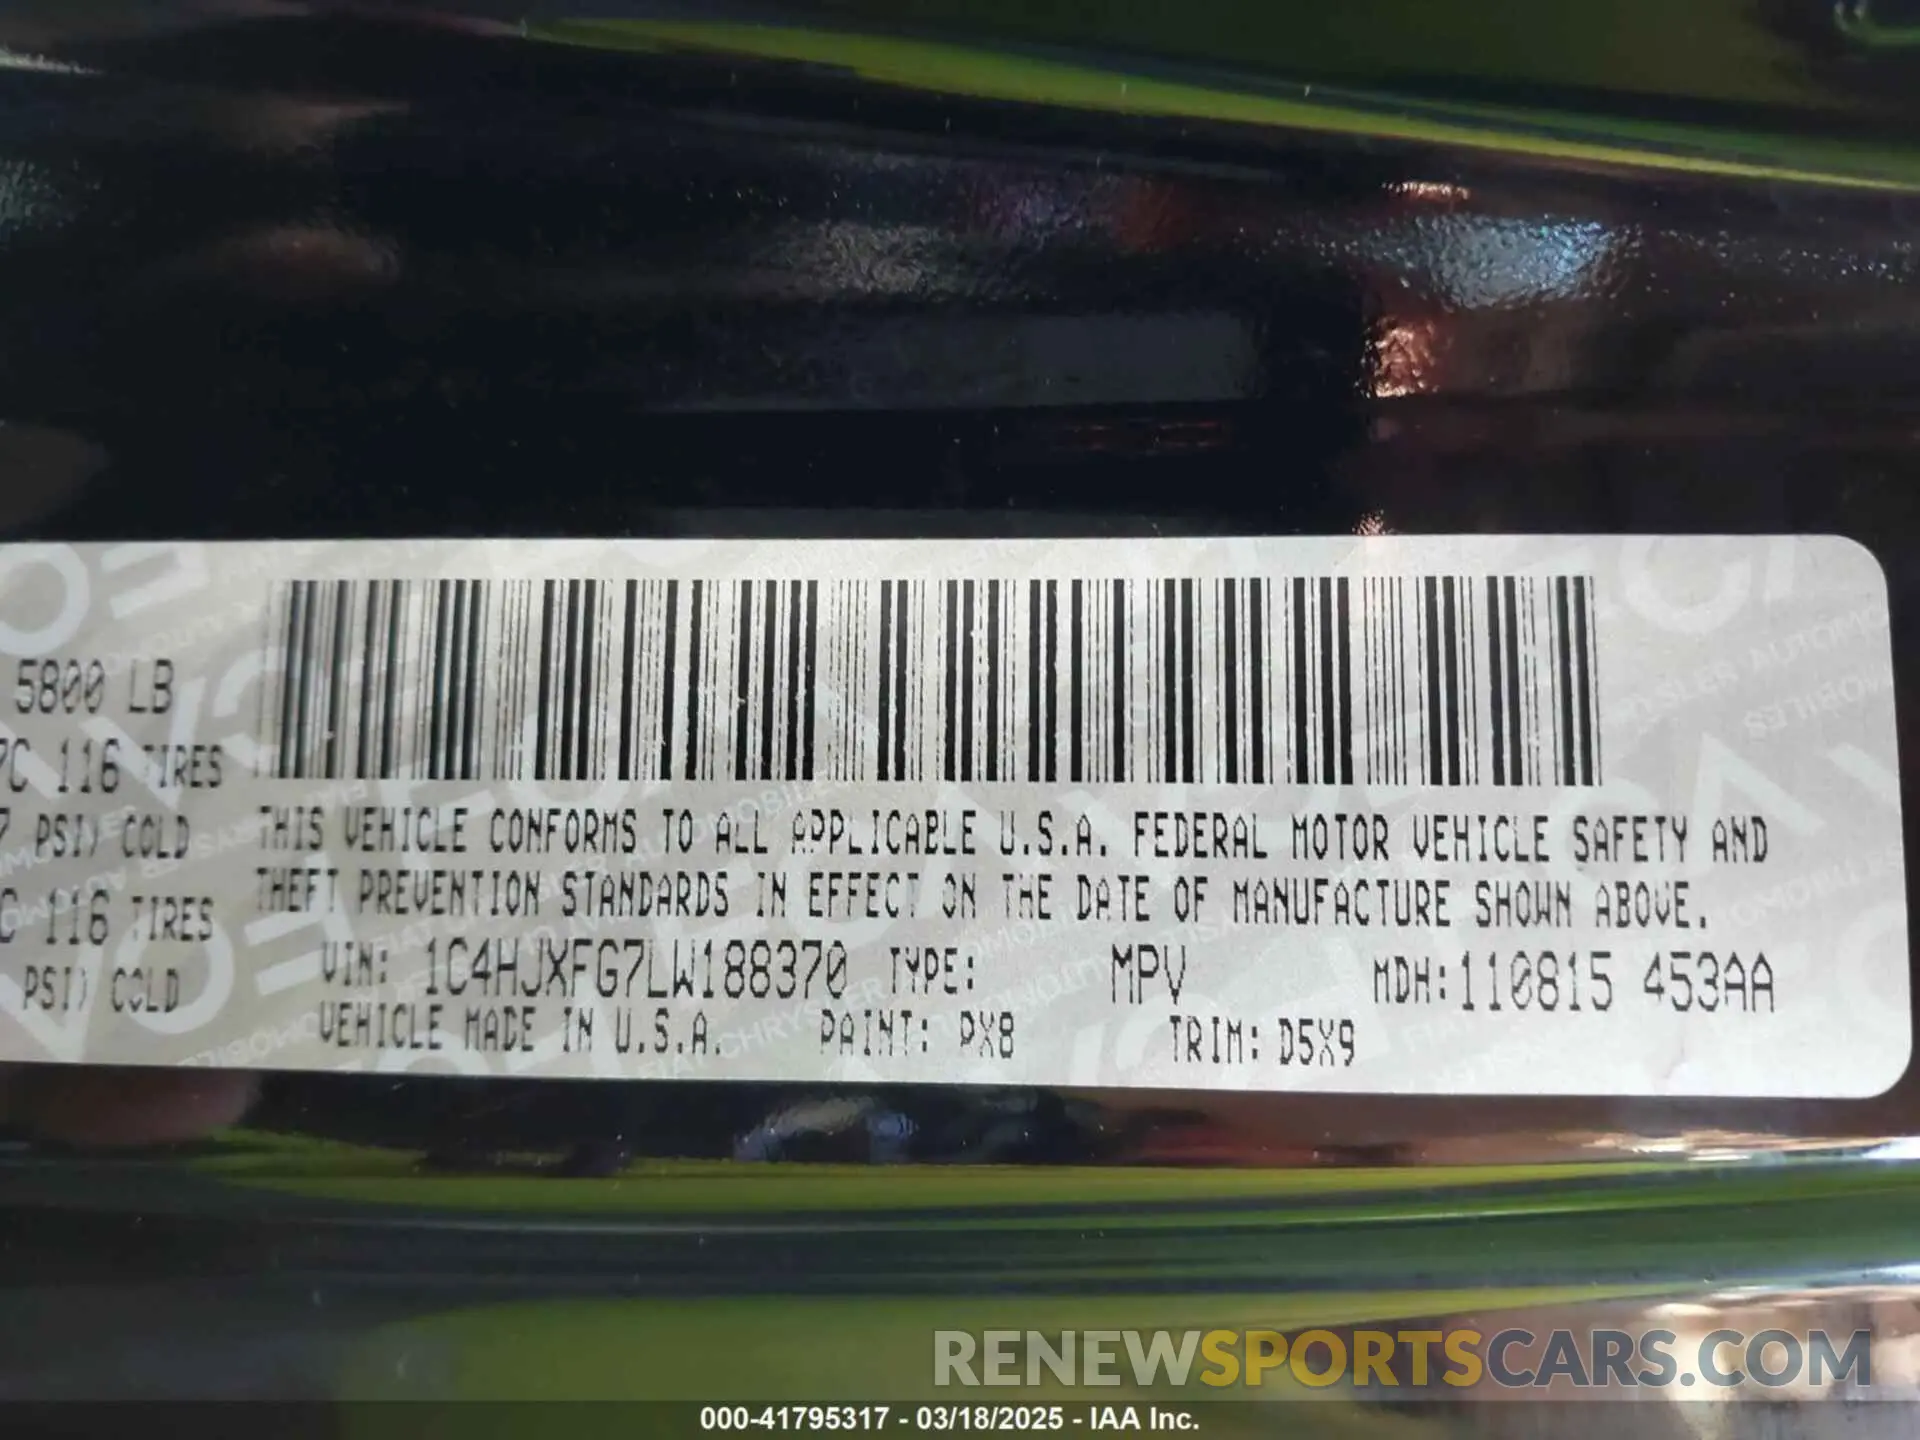 5800 LB
C 116 TIRES
7 PSI) COLD
C 116 TIRES
PSI) COLD
THIS VEHICLE CONFORMS TO ALL APPLICABLE U.S.A. FEDERAL MOTOR VEHICLE SAFETY AND
THEFT PREVENTION STANDARDS IN EFFECT ON THE DATE OF MANUFACTURE SHOWN ABOVE.
VIN: 1C4HJXFG7LW188370 TYPE: MPV MDH:110815 453AA
VEHICLE MADE IN U.S.A. PAINT: PX8 TRIM: D5X9
RENEWSPORTSCARS.COM
000-41795317 - 03/18/2025 - IAA Inc.